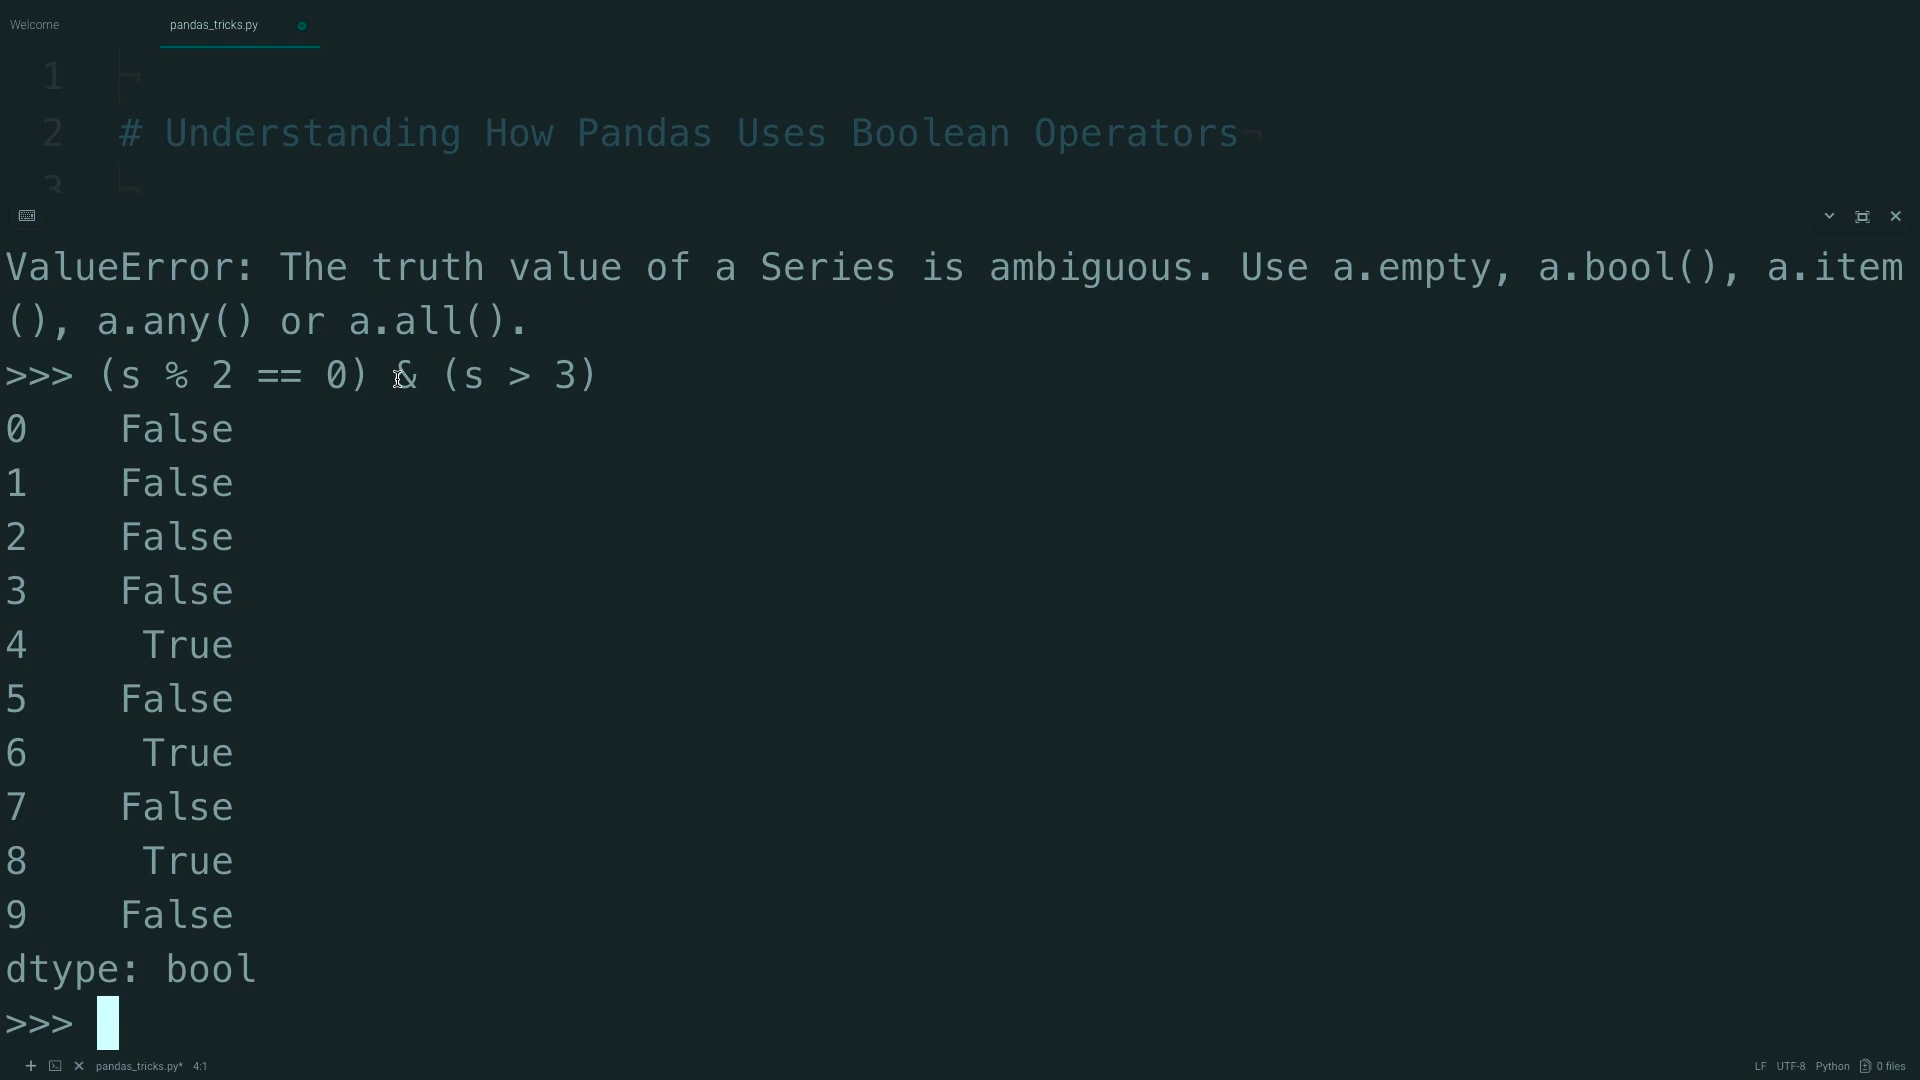 Welcome
pandas_tricks.py
1 ¬
2 # Understanding How Pandas Uses Boolean Operators¬
3 ¬
ValueError: The truth value of a Series is ambiguous. Use a.empty, a.bool(), a.item
(), a.any() or a.all().
>>> (s % 2 == 0) & (s > 3)
0    False
1    False
2    False
3    False
4     True
5    False
6     True
7    False
8     True
9    False
dtype: bool
>>>
pandas_tricks.py* 4:1 LF UTF-8 Python 0 files